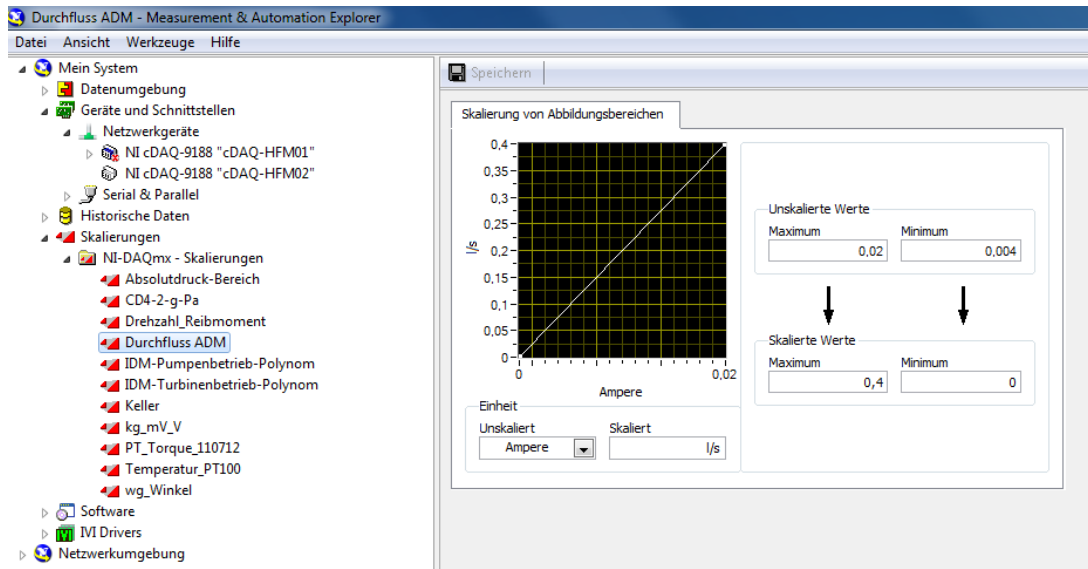 Durchfluss ADM - Measurement & Automation Explorer
Datei Ansicht Werkzeuge Hilfe
Mein System
Datenumgebung
Geräte und Schnittstellen
Netzwerkgeräte
NI cDAQ-9188 "cDAQ-HFM01"
NI cDAQ-9188 "cDAQ-HFM02"
Serial & Parallel
Historische Daten
Skalierungen
NI-DAQmx - Skalierungen
Absolutdruck-Bereich
CD4-2-g-Pa
Drehzahl_Reibmoment
Durchfluss ADM
IDM-Pumpenbetrieb-Polynom
IDM-Turbinenbetrieb-Polynom
Keller
kg_mV_V
PT_Torque_110712
Temperatur_PT100
wg_Winkel
Software
IVI Drivers
Netzwerkumgebung
Speichern
Skalierung von Abbildungsbereichen
0,4
0,35
0,3
0,25
0,2
0,15
0,1
0,05
0
l/s
0 0,02
Ampere
Einheit
Unskaliert Skaliert
Ampere l/s
Unskalierte Werte
Maximum Minimum
0,02 0,004
Skalierte Werte
Maximum Minimum
0,4 0